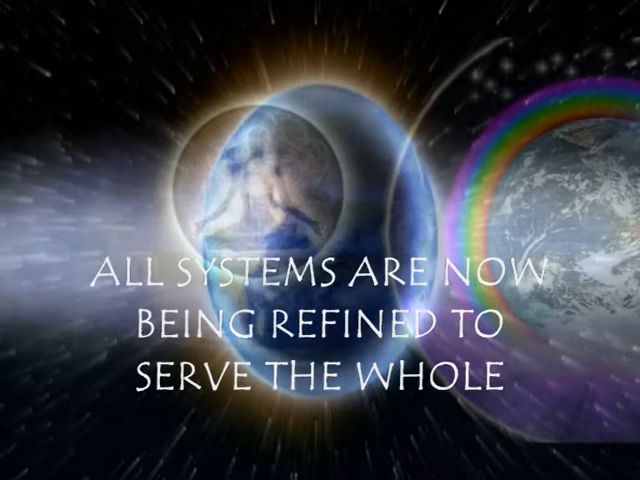 ALL SYSTEMS ARE NOW
BEING REFINED TO
SERVE THE WHOLE